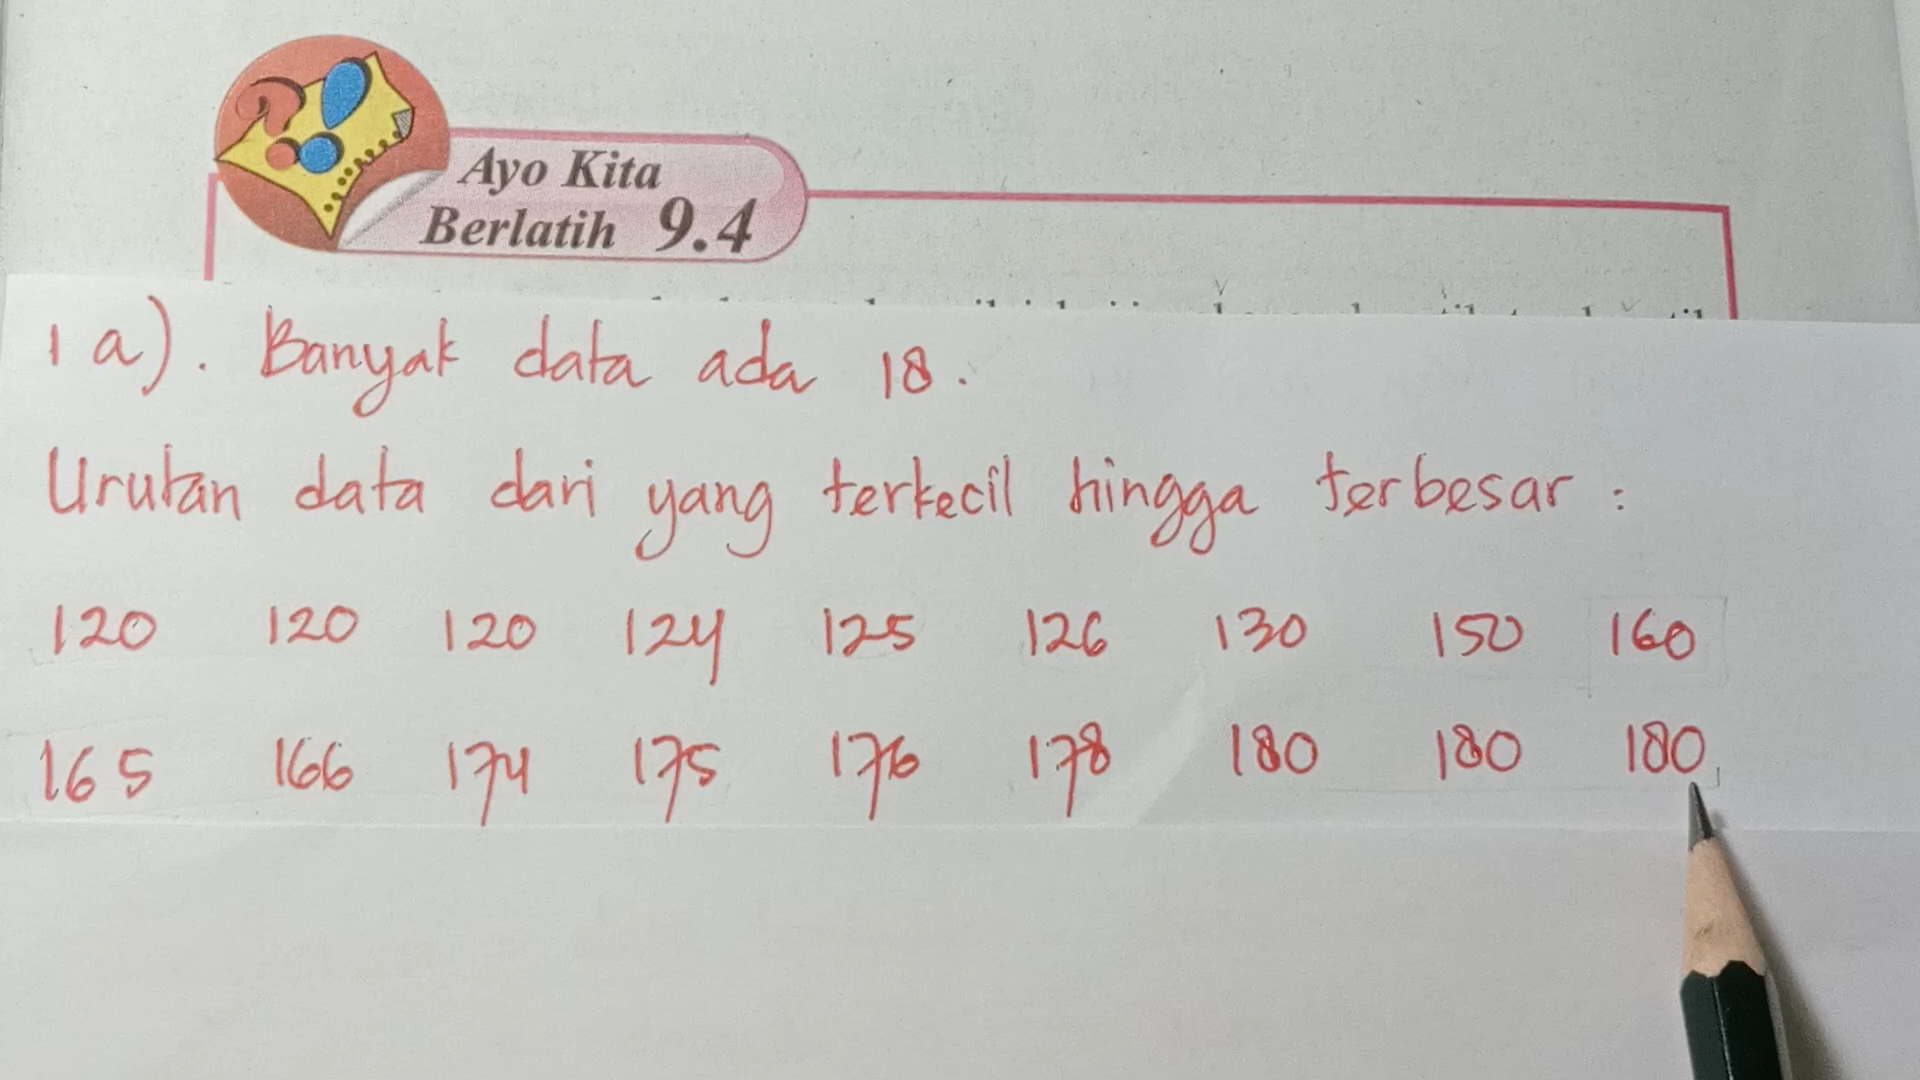 Ayo Kita
Berlatih 9.4
1 a). Banyak data ada 18.
Urutan data dari yang terkecil hingga terbesar :
120 120 120 124 125 126 130 150 160
165 166 174 175 176 178 180 180 180